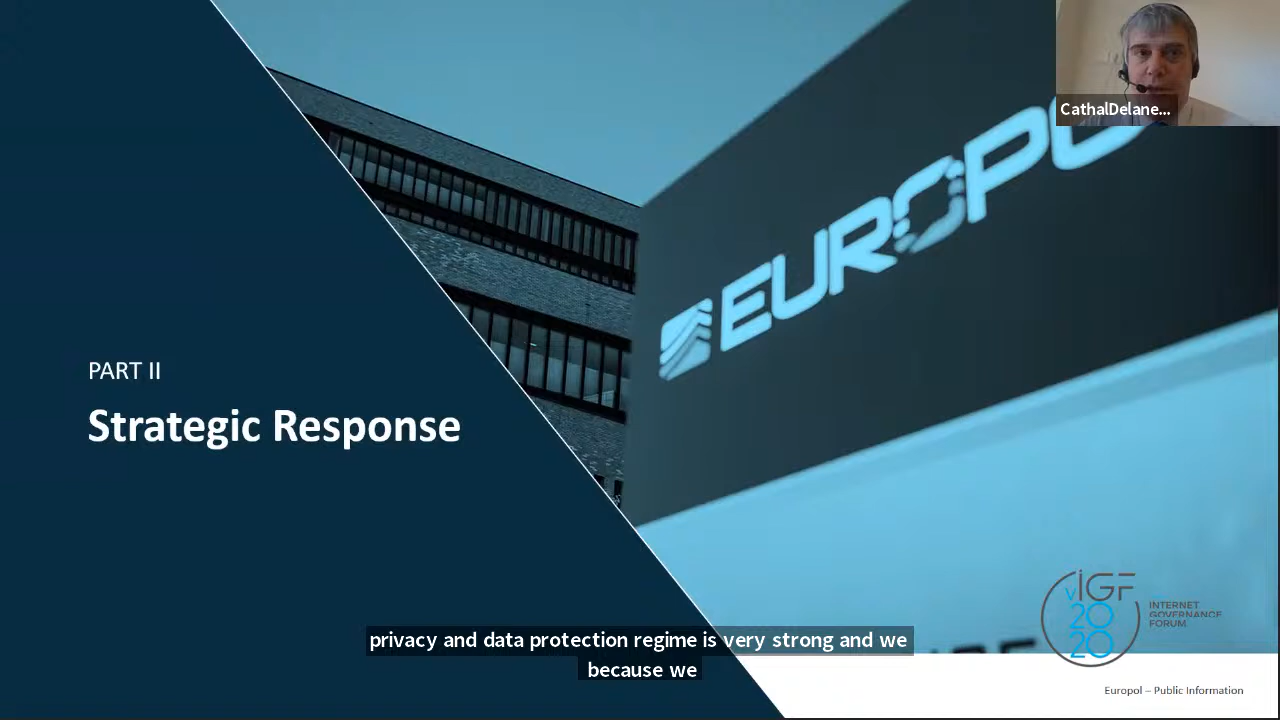 CathalDelane...
EUROPO
PART II
Strategic Response
vIGF
2020
INTERNET
GOVERNANCE
FORUM
privacy and data protection regime is very strong and we
because we
Europol – Public Information